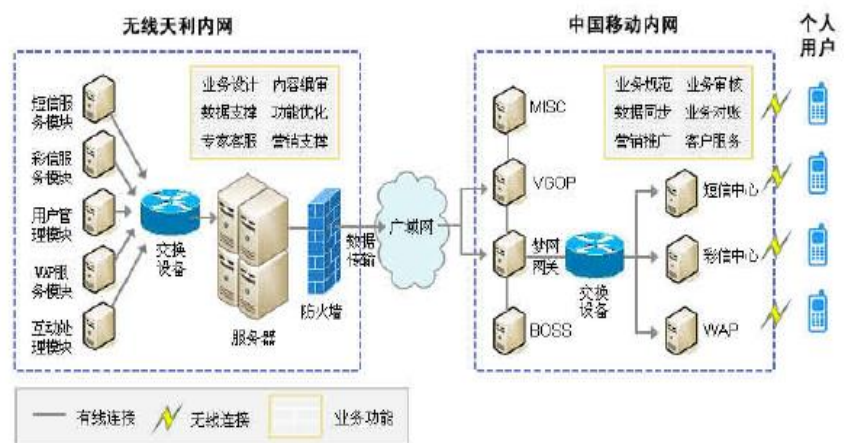 无线天利内网
中国移动内网
个人
用户
业务设计 内容编审
数据支撑 功能优化
专家客服 营销支撑
业务规范 业务审核
数据同步 业务对账
营销推广 客户服务
短信服
务模块
彩信服
务模块
用户管
理模块
WAP服
务模块
互动处
理模块
交换
设备
服务器
防火墙
数据
传输
广域网
MISC
VGOP
梦网
网关
BOSS
交换
设备
短信中心
彩信中心
WAP
有线连接
无线连接
业务功能